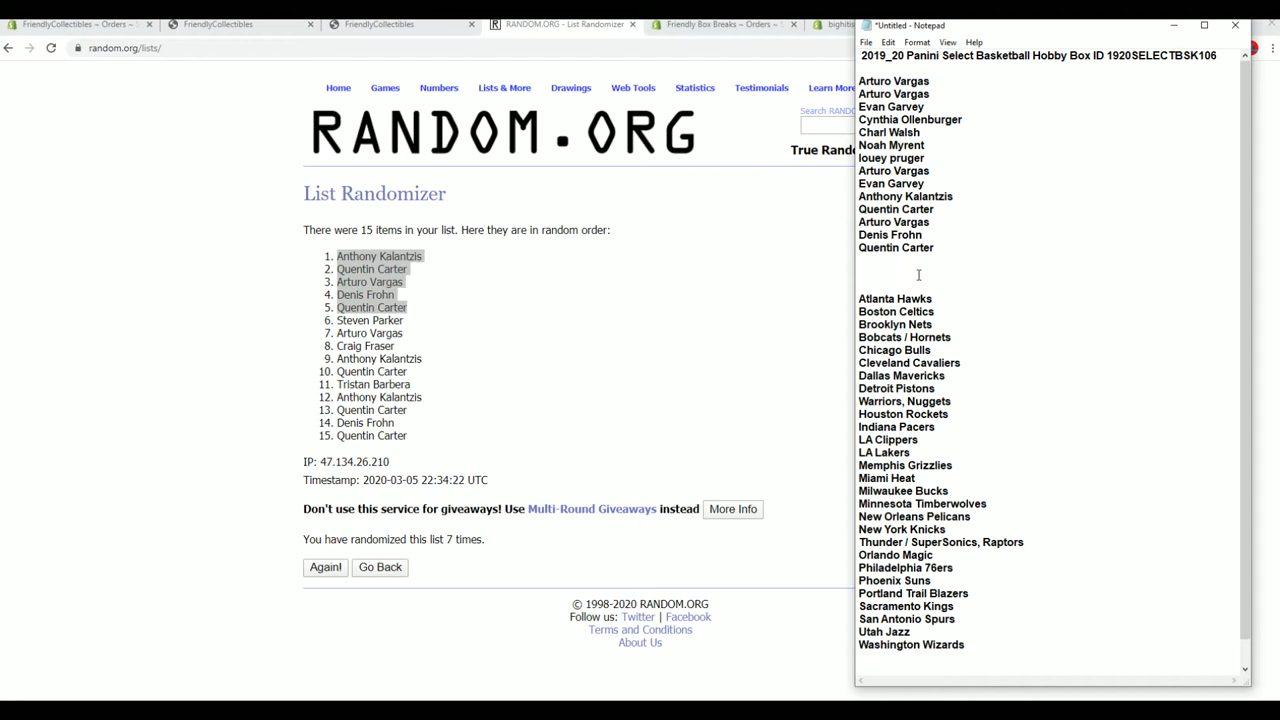 FriendlyCollectibles – Orders – S
FriendlyCollectibles
FriendlyCollectibles
RANDOM.ORG - List Randomizer
Friendly Box Breaks – Orders – S
bighitis
random.org/lists/
Home Games Numbers Lists & More Drawings Web Tools Statistics Testimonials Learn More
Search RAND
RANDOM.ORG
True Rando
List Randomizer
There were 15 items in your list. Here they are in random order:
1. Anthony Kalantzis
2. Quentin Carter
3. Arturo Vargas
4. Denis Frohn
5. Quentin Carter
6. Steven Parker
7. Arturo Vargas
8. Craig Fraser
9. Anthony Kalantzis
10. Quentin Carter
11. Tristan Barbera
12. Anthony Kalantzis
13. Quentin Carter
14. Denis Frohn
15. Quentin Carter
IP: 47.134.26.210
Timestamp: 2020-03-05 22:34:22 UTC
Don't use this service for giveaways! Use Multi-Round Giveaways instead More Info
You have randomized this list 7 times.
Again! Go Back
© 1998-2020 RANDOM.ORG
Follow us: Twitter | Facebook
Terms and Conditions
About Us
*Untitled - Notepad
File Edit Format View Help
2019_20 Panini Select Basketball Hobby Box ID 1920SELECTBSK106
Arturo Vargas
Arturo Vargas
Evan Garvey
Cynthia Ollenburger
Charl Walsh
Noah Myrent
louey pruger
Arturo Vargas
Evan Garvey
Anthony Kalantzis
Quentin Carter
Arturo Vargas
Denis Frohn
Quentin Carter
Atlanta Hawks
Boston Celtics
Brooklyn Nets
Bobcats / Hornets
Chicago Bulls
Cleveland Cavaliers
Dallas Mavericks
Detroit Pistons
Warriors, Nuggets
Houston Rockets
Indiana Pacers
LA Clippers
LA Lakers
Memphis Grizzlies
Miami Heat
Milwaukee Bucks
Minnesota Timberwolves
New Orleans Pelicans
New York Knicks
Thunder / SuperSonics, Raptors
Orlando Magic
Philadelphia 76ers
Phoenix Suns
Portland Trail Blazers
Sacramento Kings
San Antonio Spurs
Utah Jazz
Washington Wizards